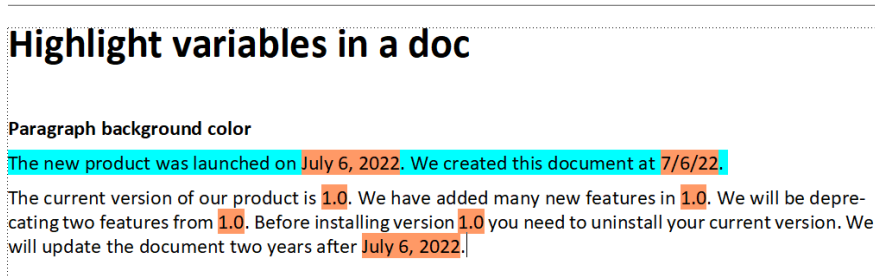 Highlight variables in a doc
Paragraph background color
The new product was launched on July 6, 2022. We created this document at 7/6/22.
The current version of our product is 1.0. We have added many new features in 1.0. We will be depre-
cating two features from 1.0. Before installing version 1.0 you need to uninstall your current version. We
will update the document two years after July 6, 2022.